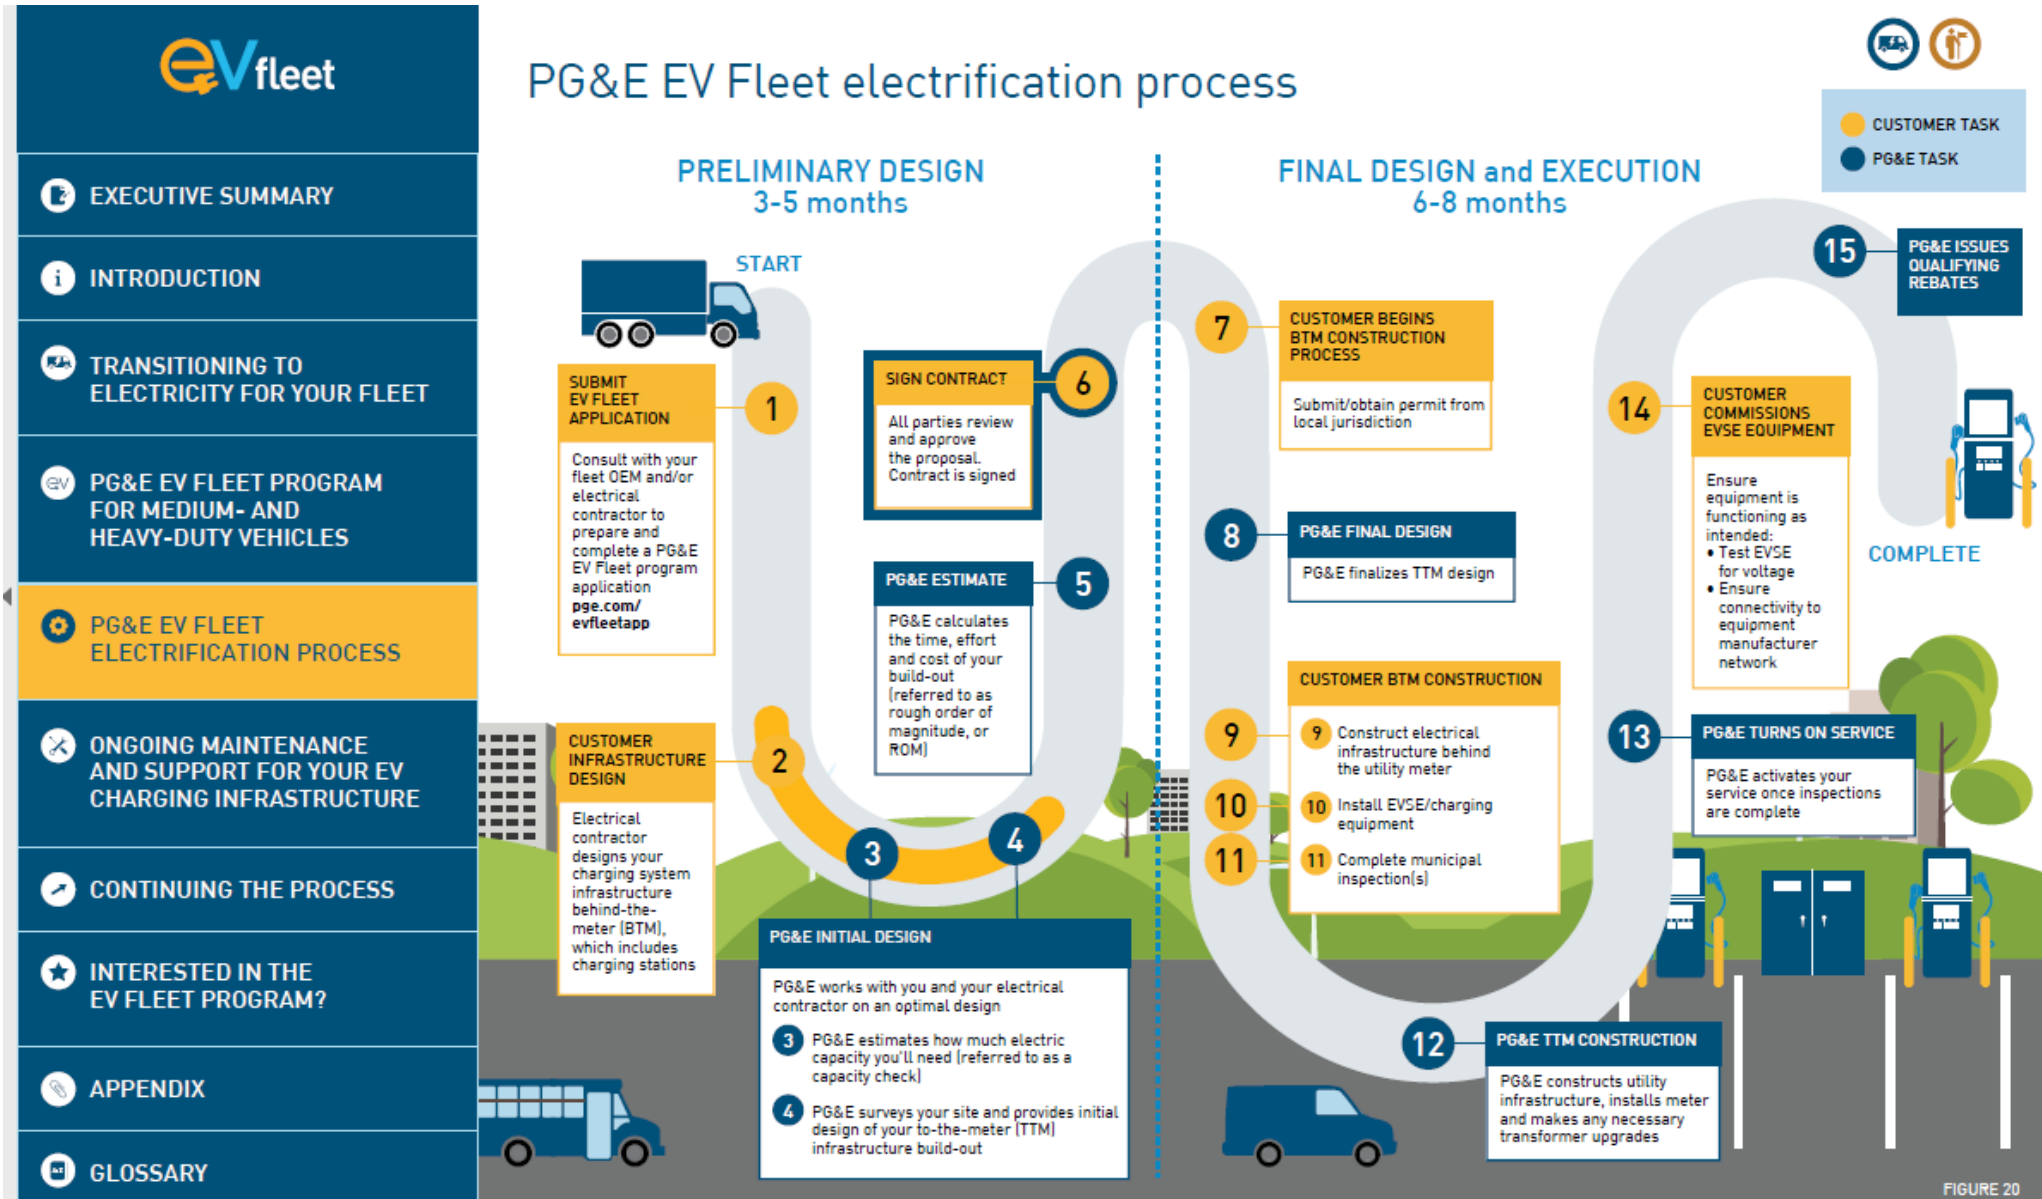 eV fleet
EXECUTIVE SUMMARY
INTRODUCTION
TRANSITIONING TO
ELECTRICITY FOR YOUR FLEET
PG&E EV FLEET PROGRAM
FOR MEDIUM- AND
HEAVY-DUTY VEHICLES
PG&E EV FLEET
ELECTRIFICATION PROCESS
ONGOING MAINTENANCE
AND SUPPORT FOR YOUR EV
CHARGING INFRASTRUCTURE
CONTINUING THE PROCESS
INTERESTED IN THE
EV FLEET PROGRAM?
APPENDIX
GLOSSARY
PG&E EV Fleet electrification process
CUSTOMER TASK
PG&E TASK
PRELIMINARY DESIGN
3-5 months
START
1
SUBMIT
EV FLEET
APPLICATION
Consult with your
fleet OEM and/or
electrical
contractor to
prepare and
complete a PG&E
EV Fleet program
application
pge.com/
evfleetapp
2
CUSTOMER
INFRASTRUCTURE
DESIGN
Electrical
contractor
designs your
charging system
infrastructure
behind-the-
meter (BTM),
which includes
charging stations
3
4
PG&E INITIAL DESIGN
PG&E works with you and your electrical
contractor on an optimal design
3 PG&E estimates how much electric
capacity you'll need (referred to as a
capacity check)
4 PG&E surveys your site and provides initial
design of your to-the-meter (TTM)
infrastructure build-out
5
PG&E ESTIMATE
PG&E calculates
the time, effort
and cost of your
build-out
(referred to as
rough order of
magnitude, or
ROM)
6
SIGN CONTRACT
All parties review
and approve
the proposal.
Contract is signed
FINAL DESIGN and EXECUTION
6-8 months
7
CUSTOMER BEGINS
BTM CONSTRUCTION
PROCESS
Submit/obtain permit from
local jurisdiction
8
PG&E FINAL DESIGN
PG&E finalizes TTM design
9
10
11
CUSTOMER BTM CONSTRUCTION
9 Construct electrical
infrastructure behind
the utility meter
10 Install EVSE/charging
equipment
11 Complete municipal
inspection(s)
12
PG&E TTM CONSTRUCTION
PG&E constructs utility
infrastructure, installs meter
and makes any necessary
transformer upgrades
13
PG&E TURNS ON SERVICE
PG&E activates your
service once inspections
are complete
14
CUSTOMER
COMMISSIONS
EVSE EQUIPMENT
Ensure
equipment is
functioning as
intended:
• Test EVSE
for voltage
• Ensure
connectivity to
equipment
manufacturer
network
15
PG&E ISSUES
QUALIFYING
REBATES
COMPLETE
FIGURE 20